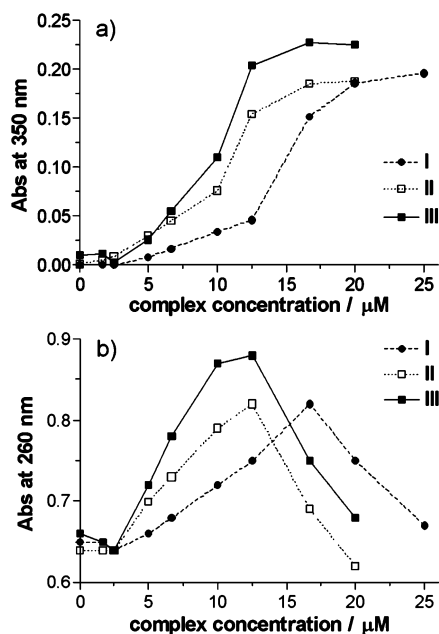 a)
Abs at 350 nm
0.25
0.20
0.15
0.10
0.05
0.00
I
II
III
0 5 10 15 20 25
complex concentration / μM
b)
Abs at 260 nm
0.9
0.8
0.7
0.6
I
II
III
0 5 10 15 20 25
complex concentration / μM